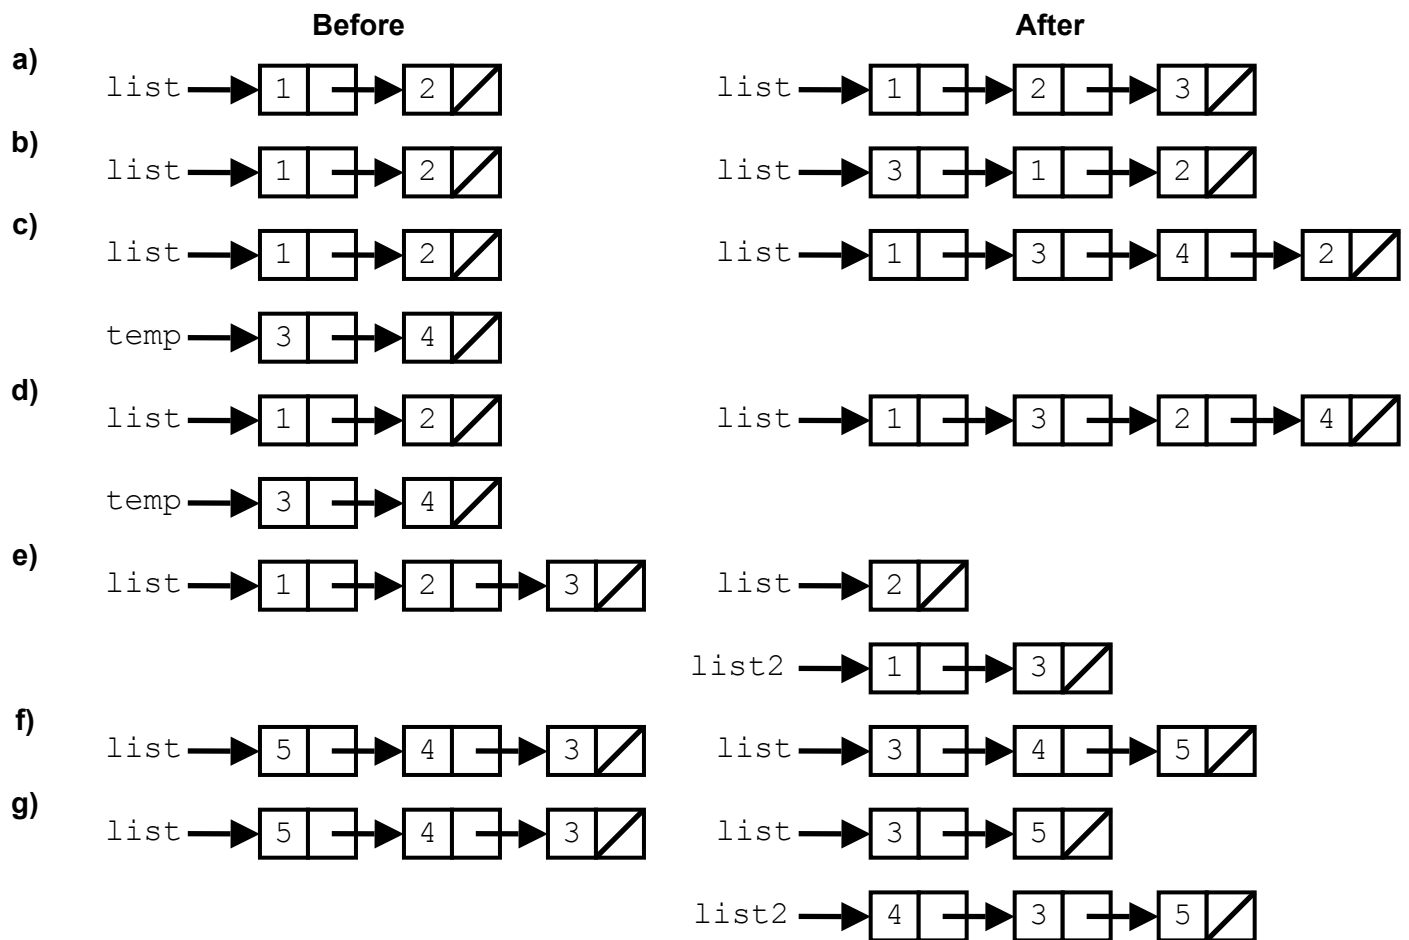 Before After
a)
list 1 2 list 1 2 3
b)
list 1 2 list 3 1 2
c)
list 1 2 list 1 3 4 2
temp 3 4
d)
list 1 2 list 1 3 2 4
temp 3 4
e)
list 1 2 3 list 2
list2 1 3
f)
list 5 4 3 list 3 4 5
g)
list 5 4 3 list 3 5
list2 4 3 5